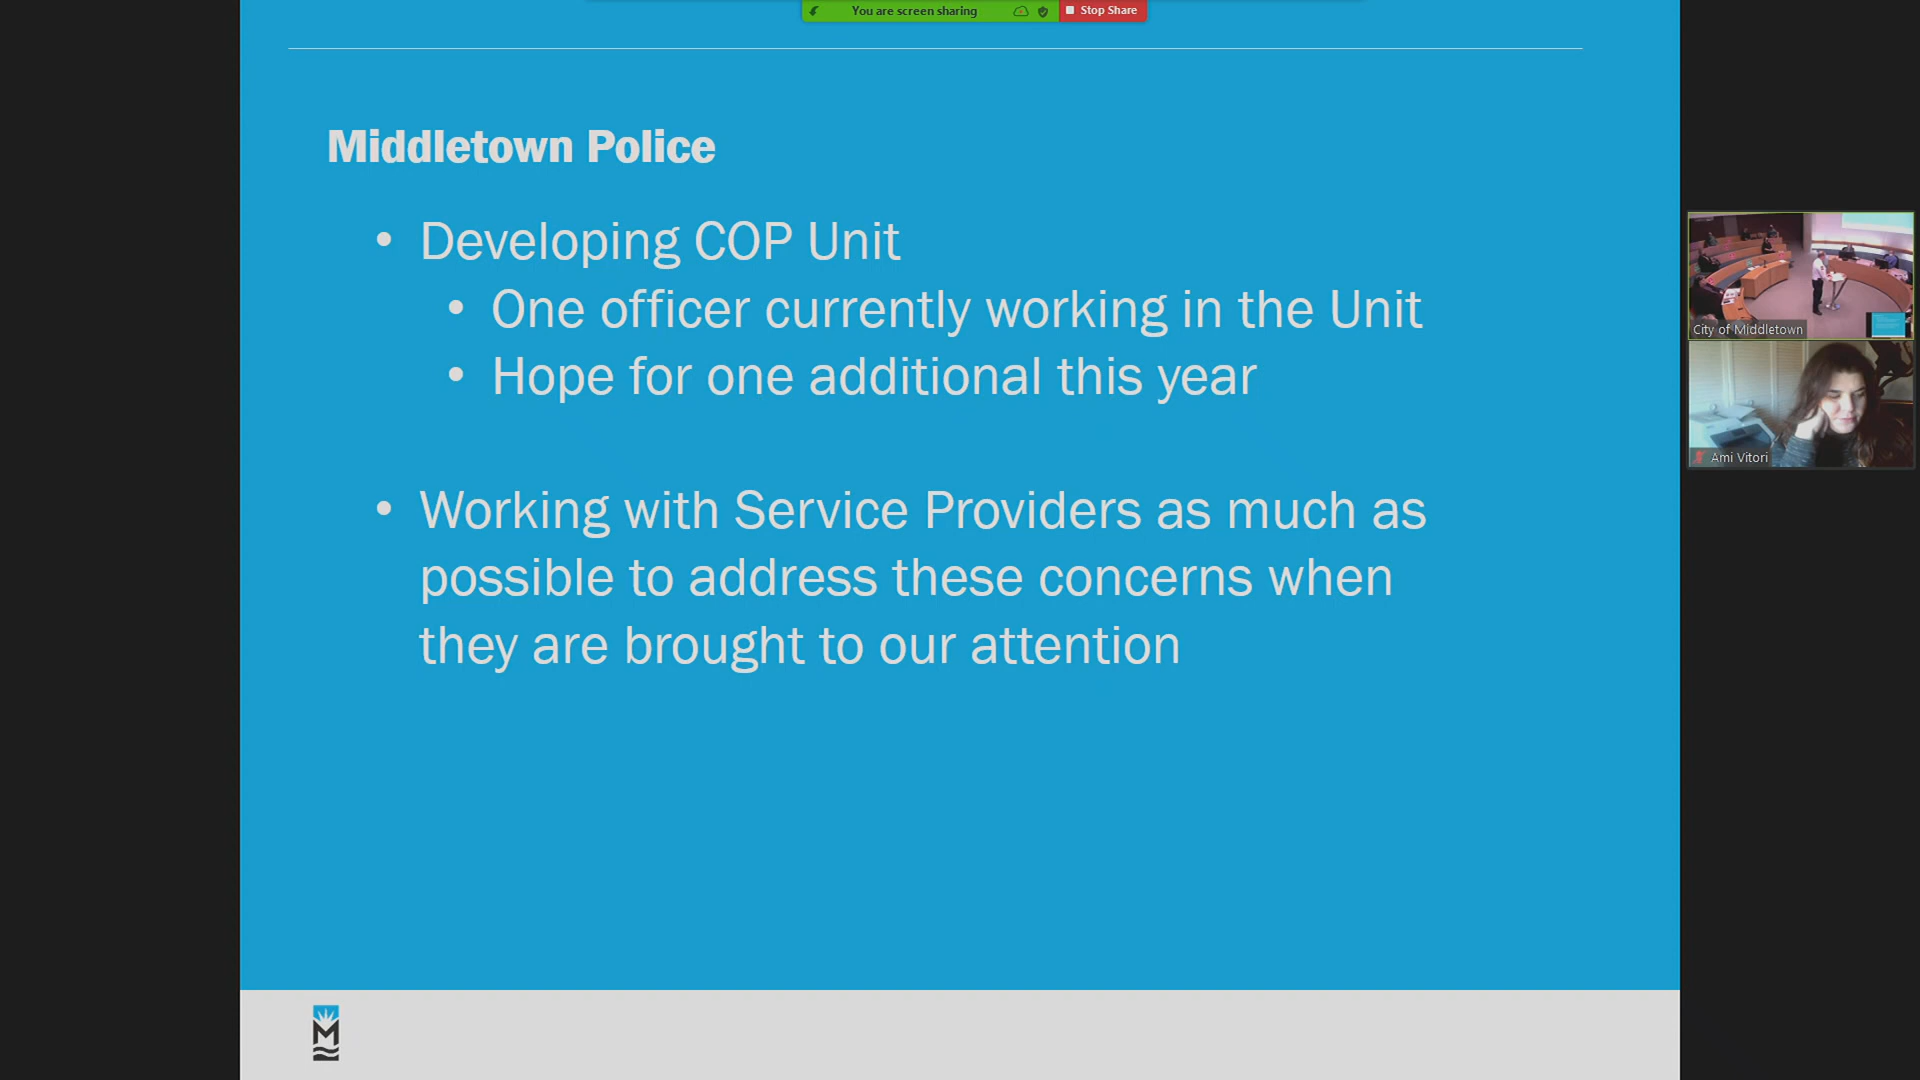 You are screen sharing
Stop Share
Middletown Police
• Developing COP Unit
• One officer currently working in the Unit
• Hope for one additional this year
• Working with Service Providers as much as
possible to address these concerns when
they are brought to our attention
City of Middletown
Ami Vitori
M